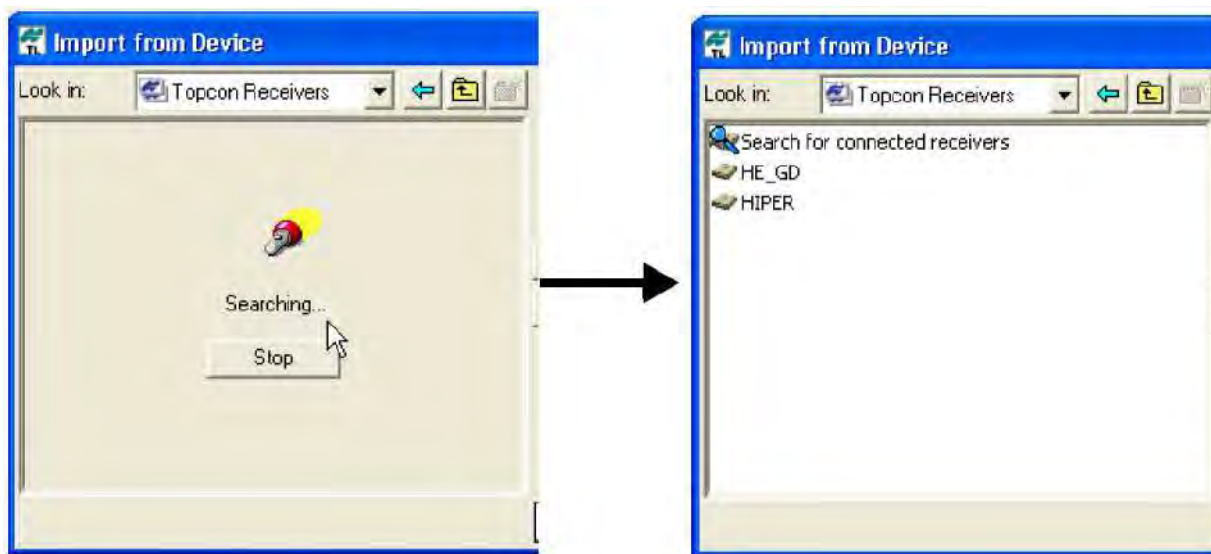 Import from Device
Look in: Topcon Receivers
Searching...
Stop
Import from Device
Look in: Topcon Receivers
Search for connected receivers
HE_GD
HIPER